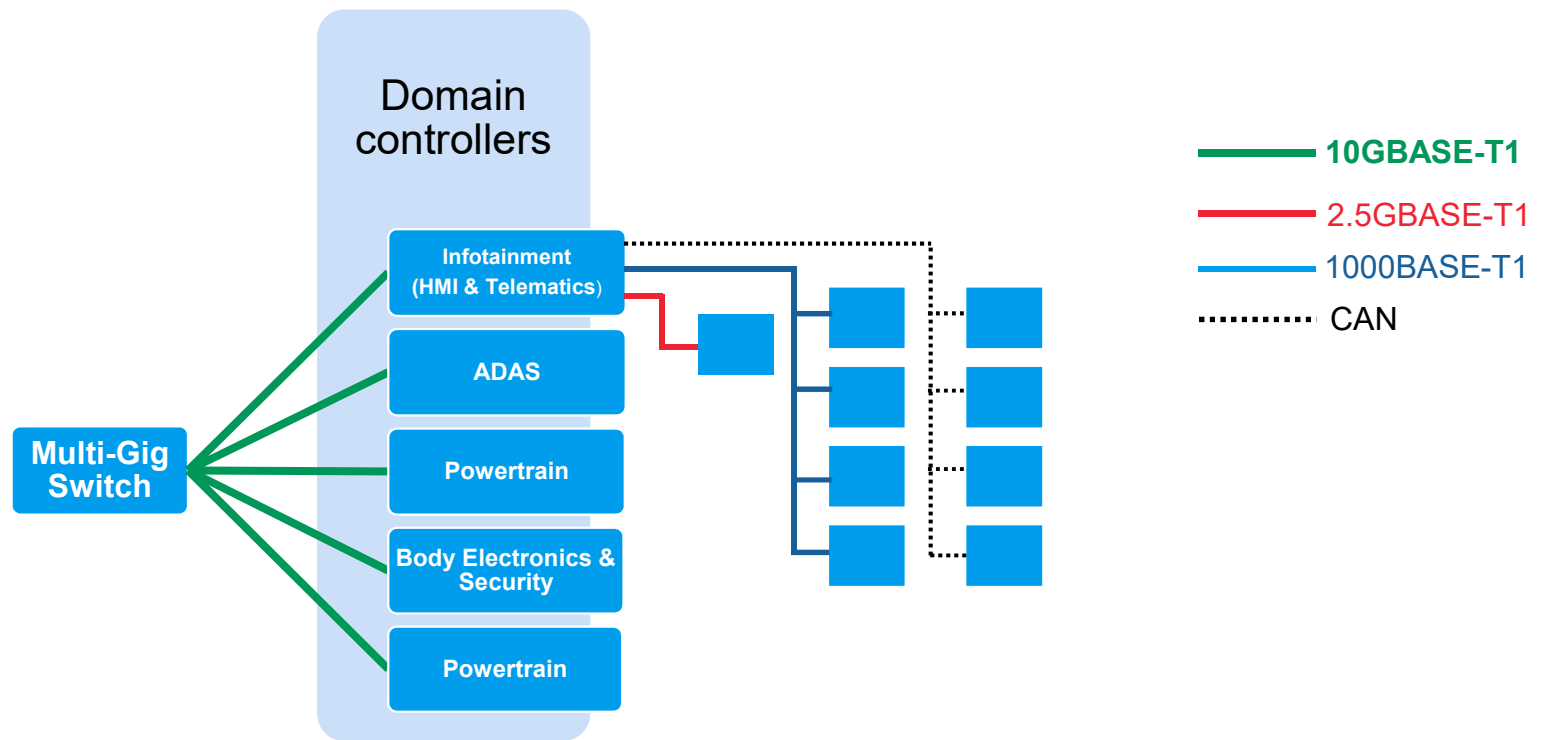 Domain
controllers
Infotainment
(HMI & Telematics)
ADAS
Multi-Gig
Switch
Powertrain
Body Electronics &
Security
Powertrain
10GBASE-T1
2.5GBASE-T1
1000BASE-T1
CAN